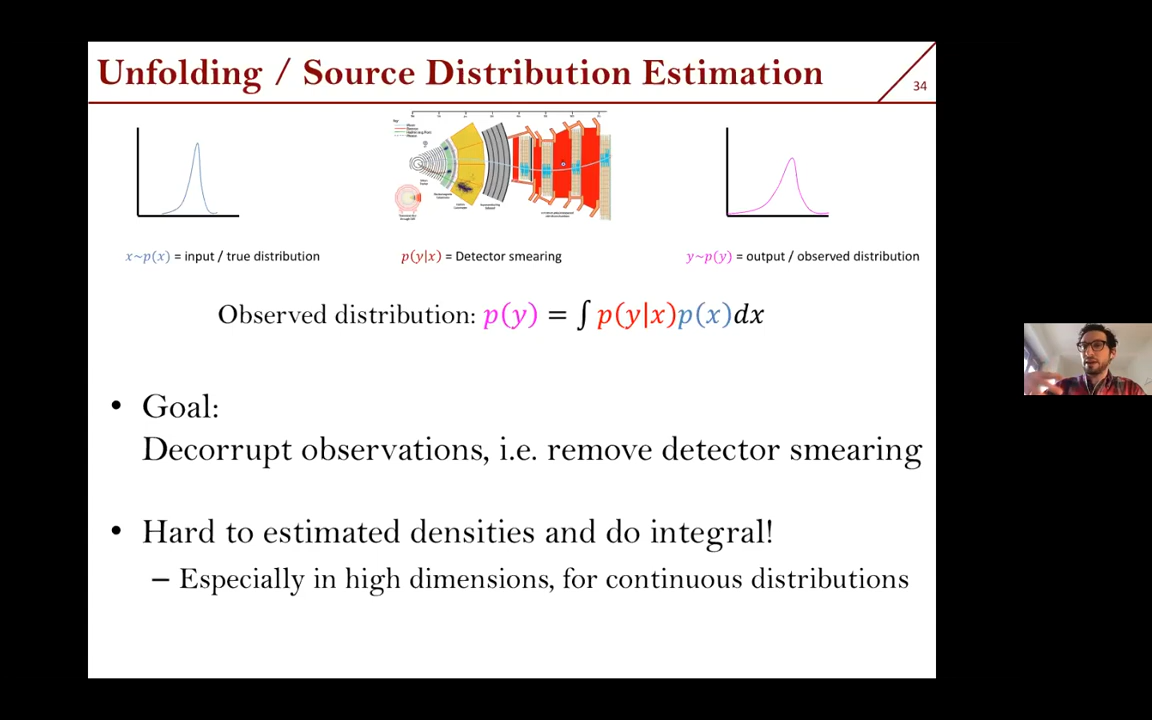 Unfolding / Source Distribution Estimation
34
x~p(x) = input / true distribution
p(y|x) = Detector smearing
y~p(y) = output / observed distribution
Observed distribution: p(y) = ∫ p(y|x)p(x)dx
• Goal:
Decorrupt observations, i.e. remove detector smearing
• Hard to estimated densities and do integral!
– Especially in high dimensions, for continuous distributions